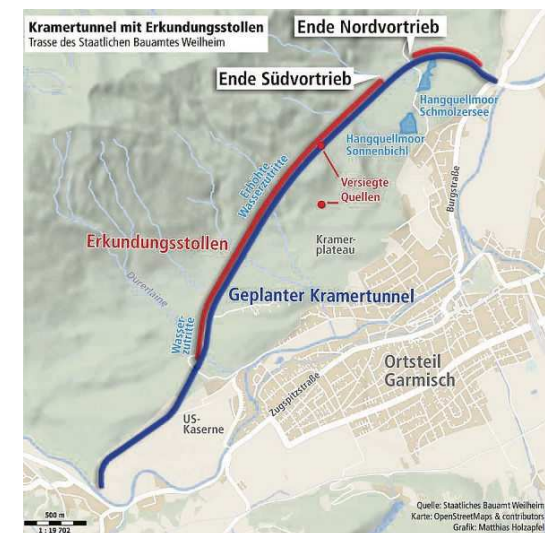 Kramertunnel mit Erkundungsstollen
Trasse des Staatlichen Bauamtes Weilheim
Ende Nordvortrieb
Ende Südvortrieb
Hangquellmoor
Schmölzersee
Hangquellmoor
Sonnenbichl
Erhöhte
Wasserzutritte
Versiegte
Quellen
Burgstraße
Erkundungsstollen
Kramer-
plateau
Dürerlaine
Geplanter Kramertunnel
Wasser-
zutritte
Ortsteil
Garmisch
Zugspitzstraße
US-
Kaserne
500 m
1 : 19 702
Quelle: Staatliches Bauamt Weilheim
Karte: OpenStreetMaps & contributors
Grafik: Matthias Holzapfel